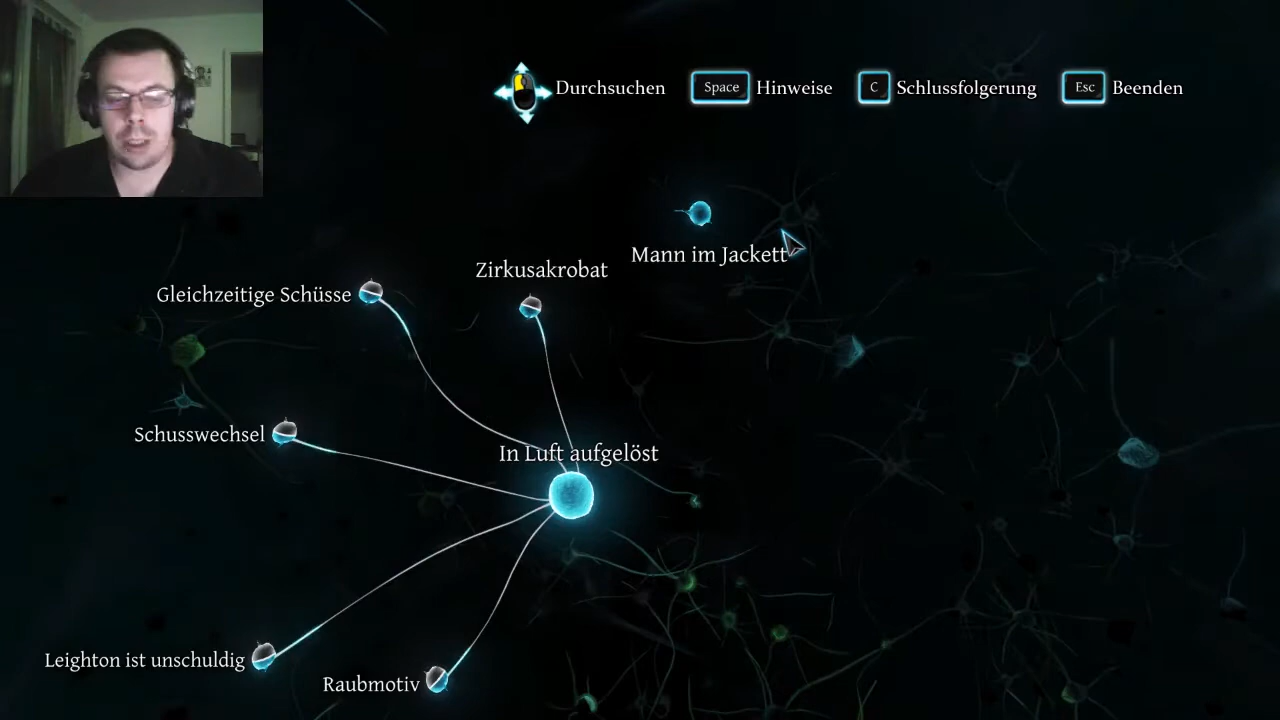 Durchsuchen
Space Hinweise
C Schlussfolgerung
Esc Beenden
Mann im Jackett
Zirkusakrobat
Gleichzeitige Schüsse
Schusswechsel
In Luft aufgelöst
Leighton ist unschuldig
Raubmotiv